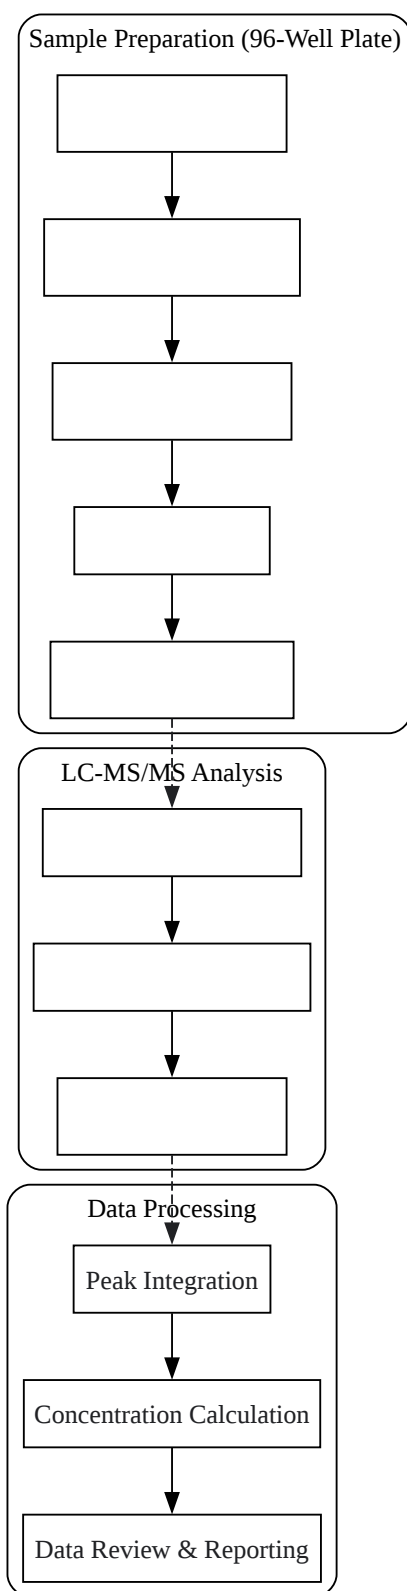 Sample Preparation (96-Well Plate)
LC-MS/MS Analysis
Data Processing
Peak Integration
Concentration Calculation
Data Review & Reporting